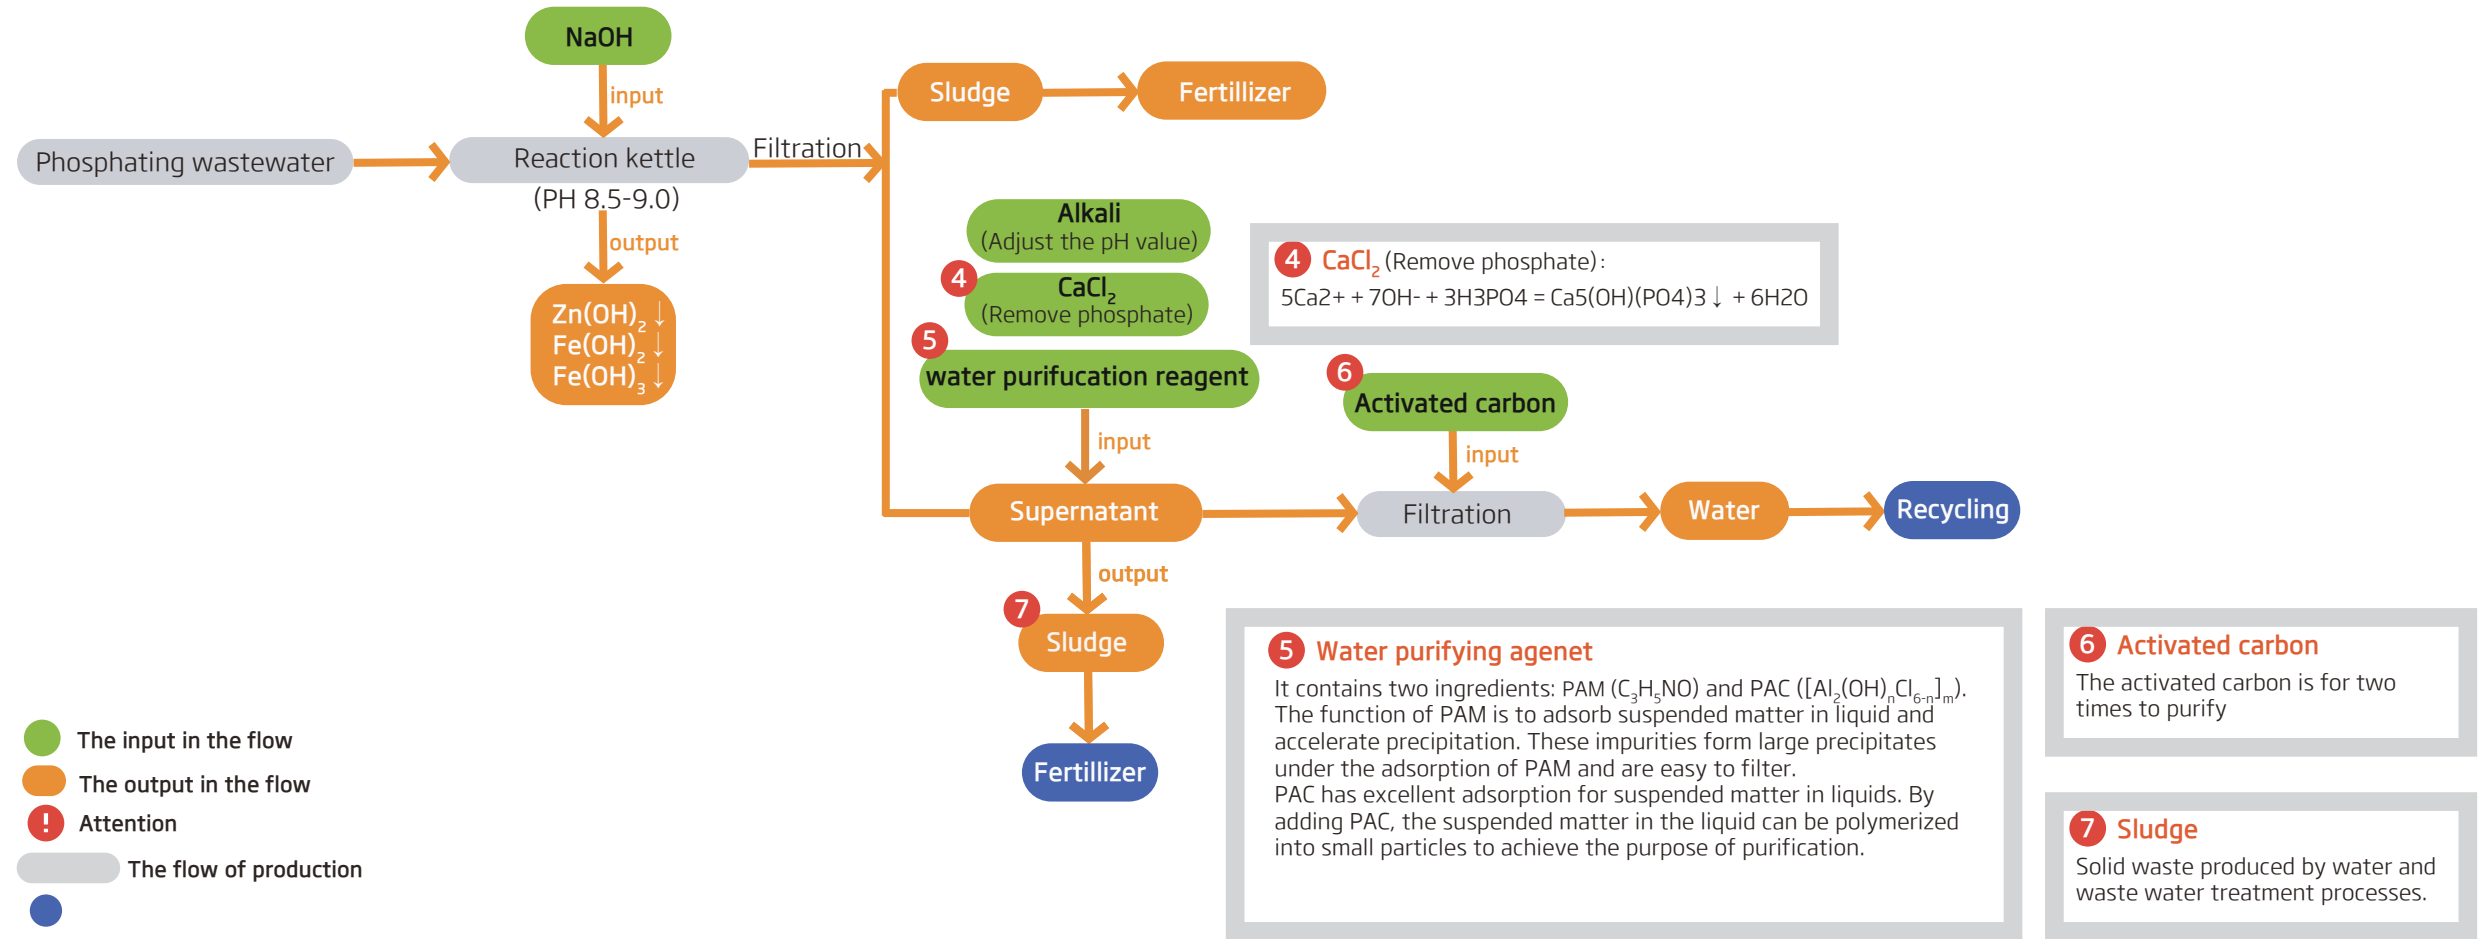 NaOH
input
Phosphating wastewater
Reaction kettle
(PH 8.5-9.0)
Filtration
output
Zn(OH)₂↓
Fe(OH)₂↓
Fe(OH)₃↓
Sludge
Fertillizer
Alkali
(Adjust the pH value)
4
CaCl₂
(Remove phosphate)
5
water purifucation reagent
input
4 CaCl₂ (Remove phosphate):
5Ca2+ + 7OH- + 3H3PO4 = Ca5(OH)(PO4)3↓ + 6H2O
6
Activated carbon
input
Supernatant
Filtration
Water
Recycling
output
7
Sludge
Fertillizer
5 Water purifying agenet
It contains two ingredients: PAM (C₃H₅NO) and PAC ([Al₂(OH)ₙCl₆₋ₙ]ₘ).
The function of PAM is to adsorb suspended matter in liquid and
accelerate precipitation. These impurities form large precipitates
under the adsorption of PAM and are easy to filter.
PAC has excellent adsorption for suspended matter in liquids. By
adding PAC, the suspended matter in the liquid can be polymerized
into small particles to achieve the purpose of purification.
6 Activated carbon
The activated carbon is for two
times to purify
7 Sludge
Solid waste produced by water and
waste water treatment processes.
The input in the flow
The output in the flow
! Attention
The flow of production